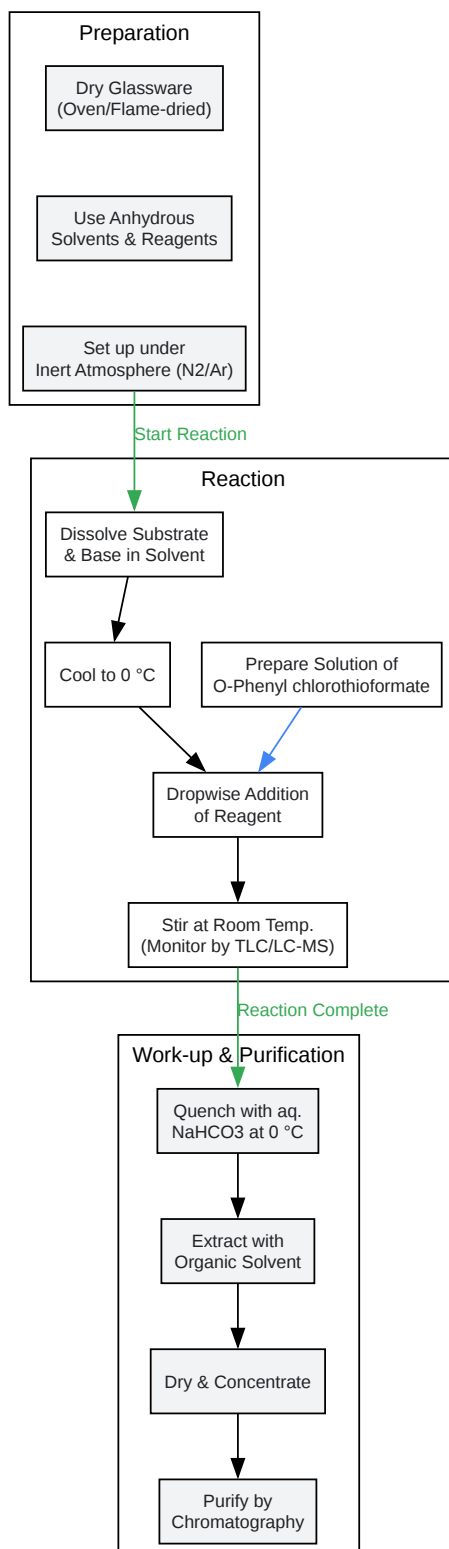 Preparation
Dry Glassware
(Oven/Flame-dried)
Use Anhydrous
Solvents & Reagents
Set up under
Inert Atmosphere (N2/Ar)
Start Reaction
Reaction
Dissolve Substrate
& Base in Solvent
Cool to 0 °C
Prepare Solution of
O-Phenyl chlorothioformate
Dropwise Addition
of Reagent
Stir at Room Temp.
(Monitor by TLC/LC-MS)
Reaction Complete
Work-up & Purification
Quench with aq.
NaHCO3 at 0 °C
Extract with
Organic Solvent
Dry & Concentrate
Purify by
Chromatography